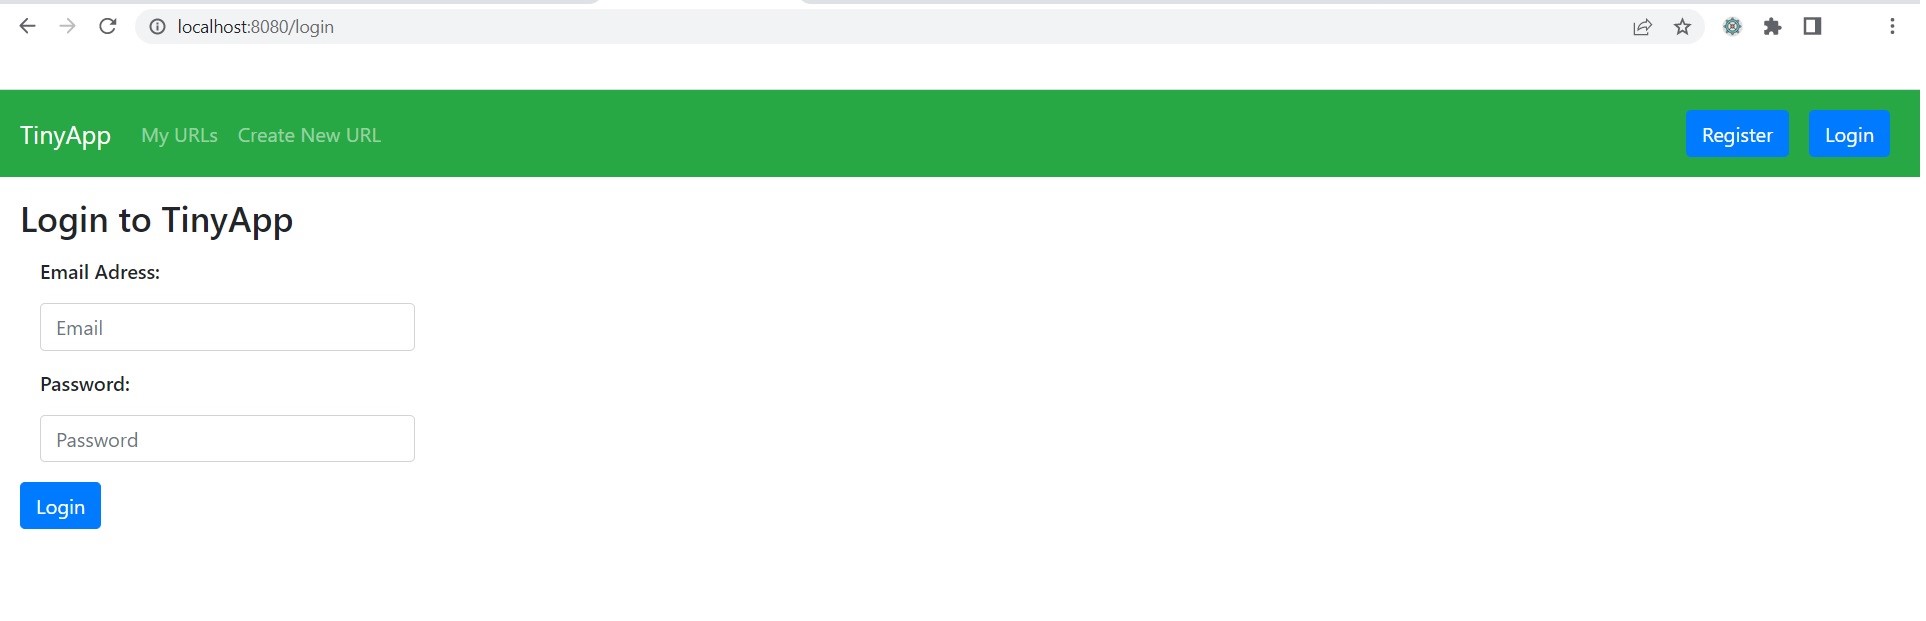 localhost:8080/login
TinyApp My URLs Create New URL Register Login
Login to TinyApp
Email Adress:
Email
Password:
Password
Login